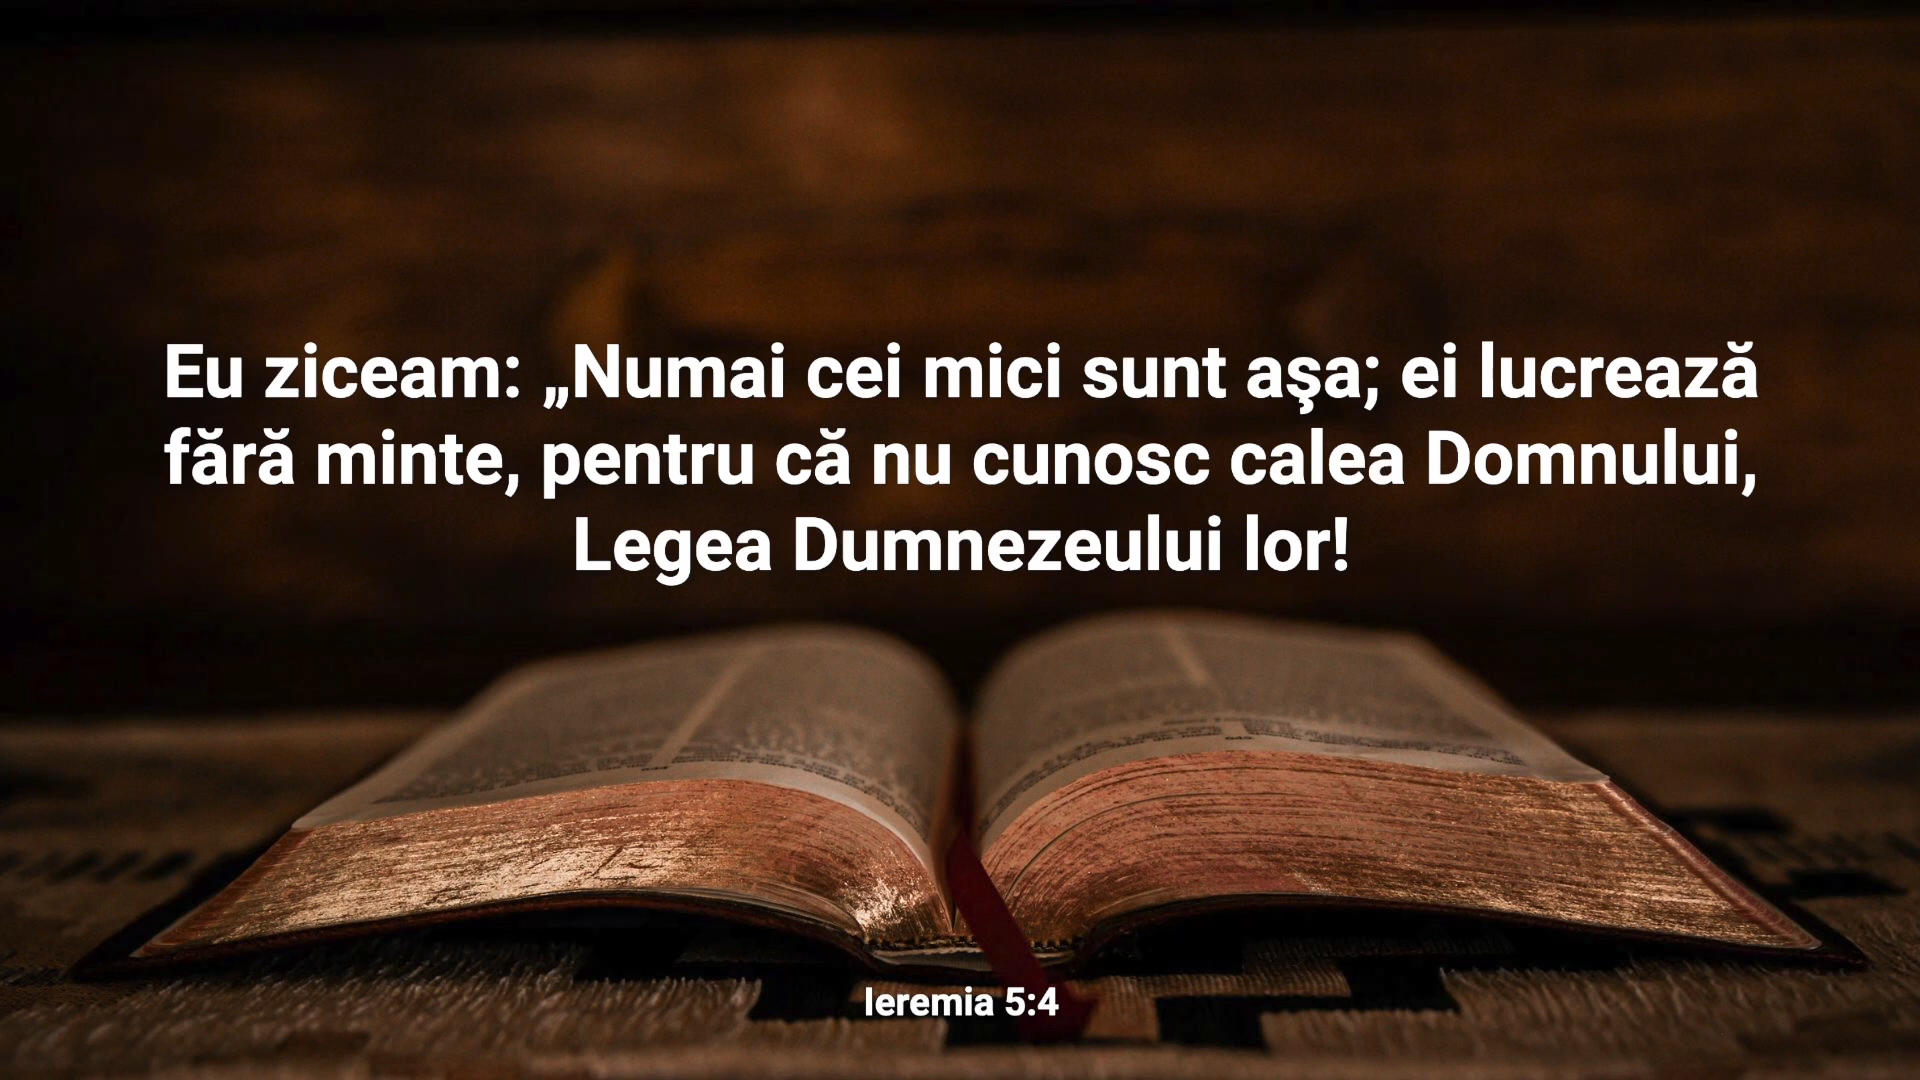 Eu ziceam: „Numai cei mici sunt aşa; ei lucrează
fără minte, pentru că nu cunosc calea Domnului,
Legea Dumnezeului lor!
Ieremia 5:4